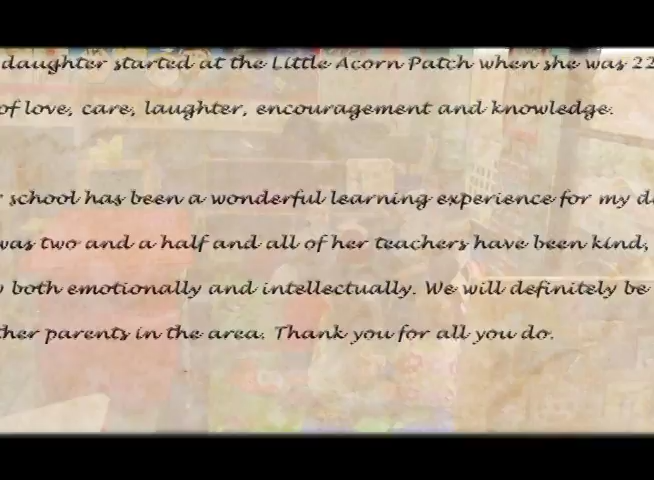 daughter started at the Little Acorn Patch when she was 22
of love, care, laughter, encouragement and knowledge.
school has been a wonderful learning experience for my
was two and a half and all of her teachers have been kind,
both emotionally and intellectually. We will definitely be
parents in the area. Thank you for all you do.